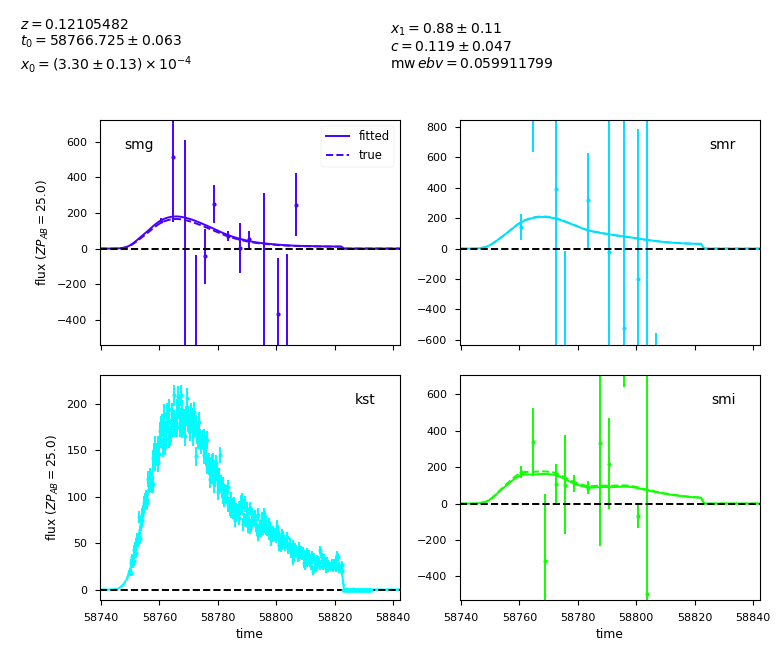 z = 0.12105482
t₀ = 58766.725 ± 0.063
x₀ = (3.30 ± 0.13) × 10⁻⁴
x₁ = 0.88 ± 0.11
c = 0.119 ± 0.047
mw ebv = 0.059911799
smg
fitted
true
flux (ZP_AB = 25.0)
600
400
200
0
−200
−400
smr
800
600
400
200
0
−200
−400
−600
kst
flux (ZP_AB = 25.0)
200
150
100
50
0
58740 58760 58780 58800 58820 58840
time
smi
600
400
200
0
−200
−400
58740 58760 58780 58800 58820 58840
time